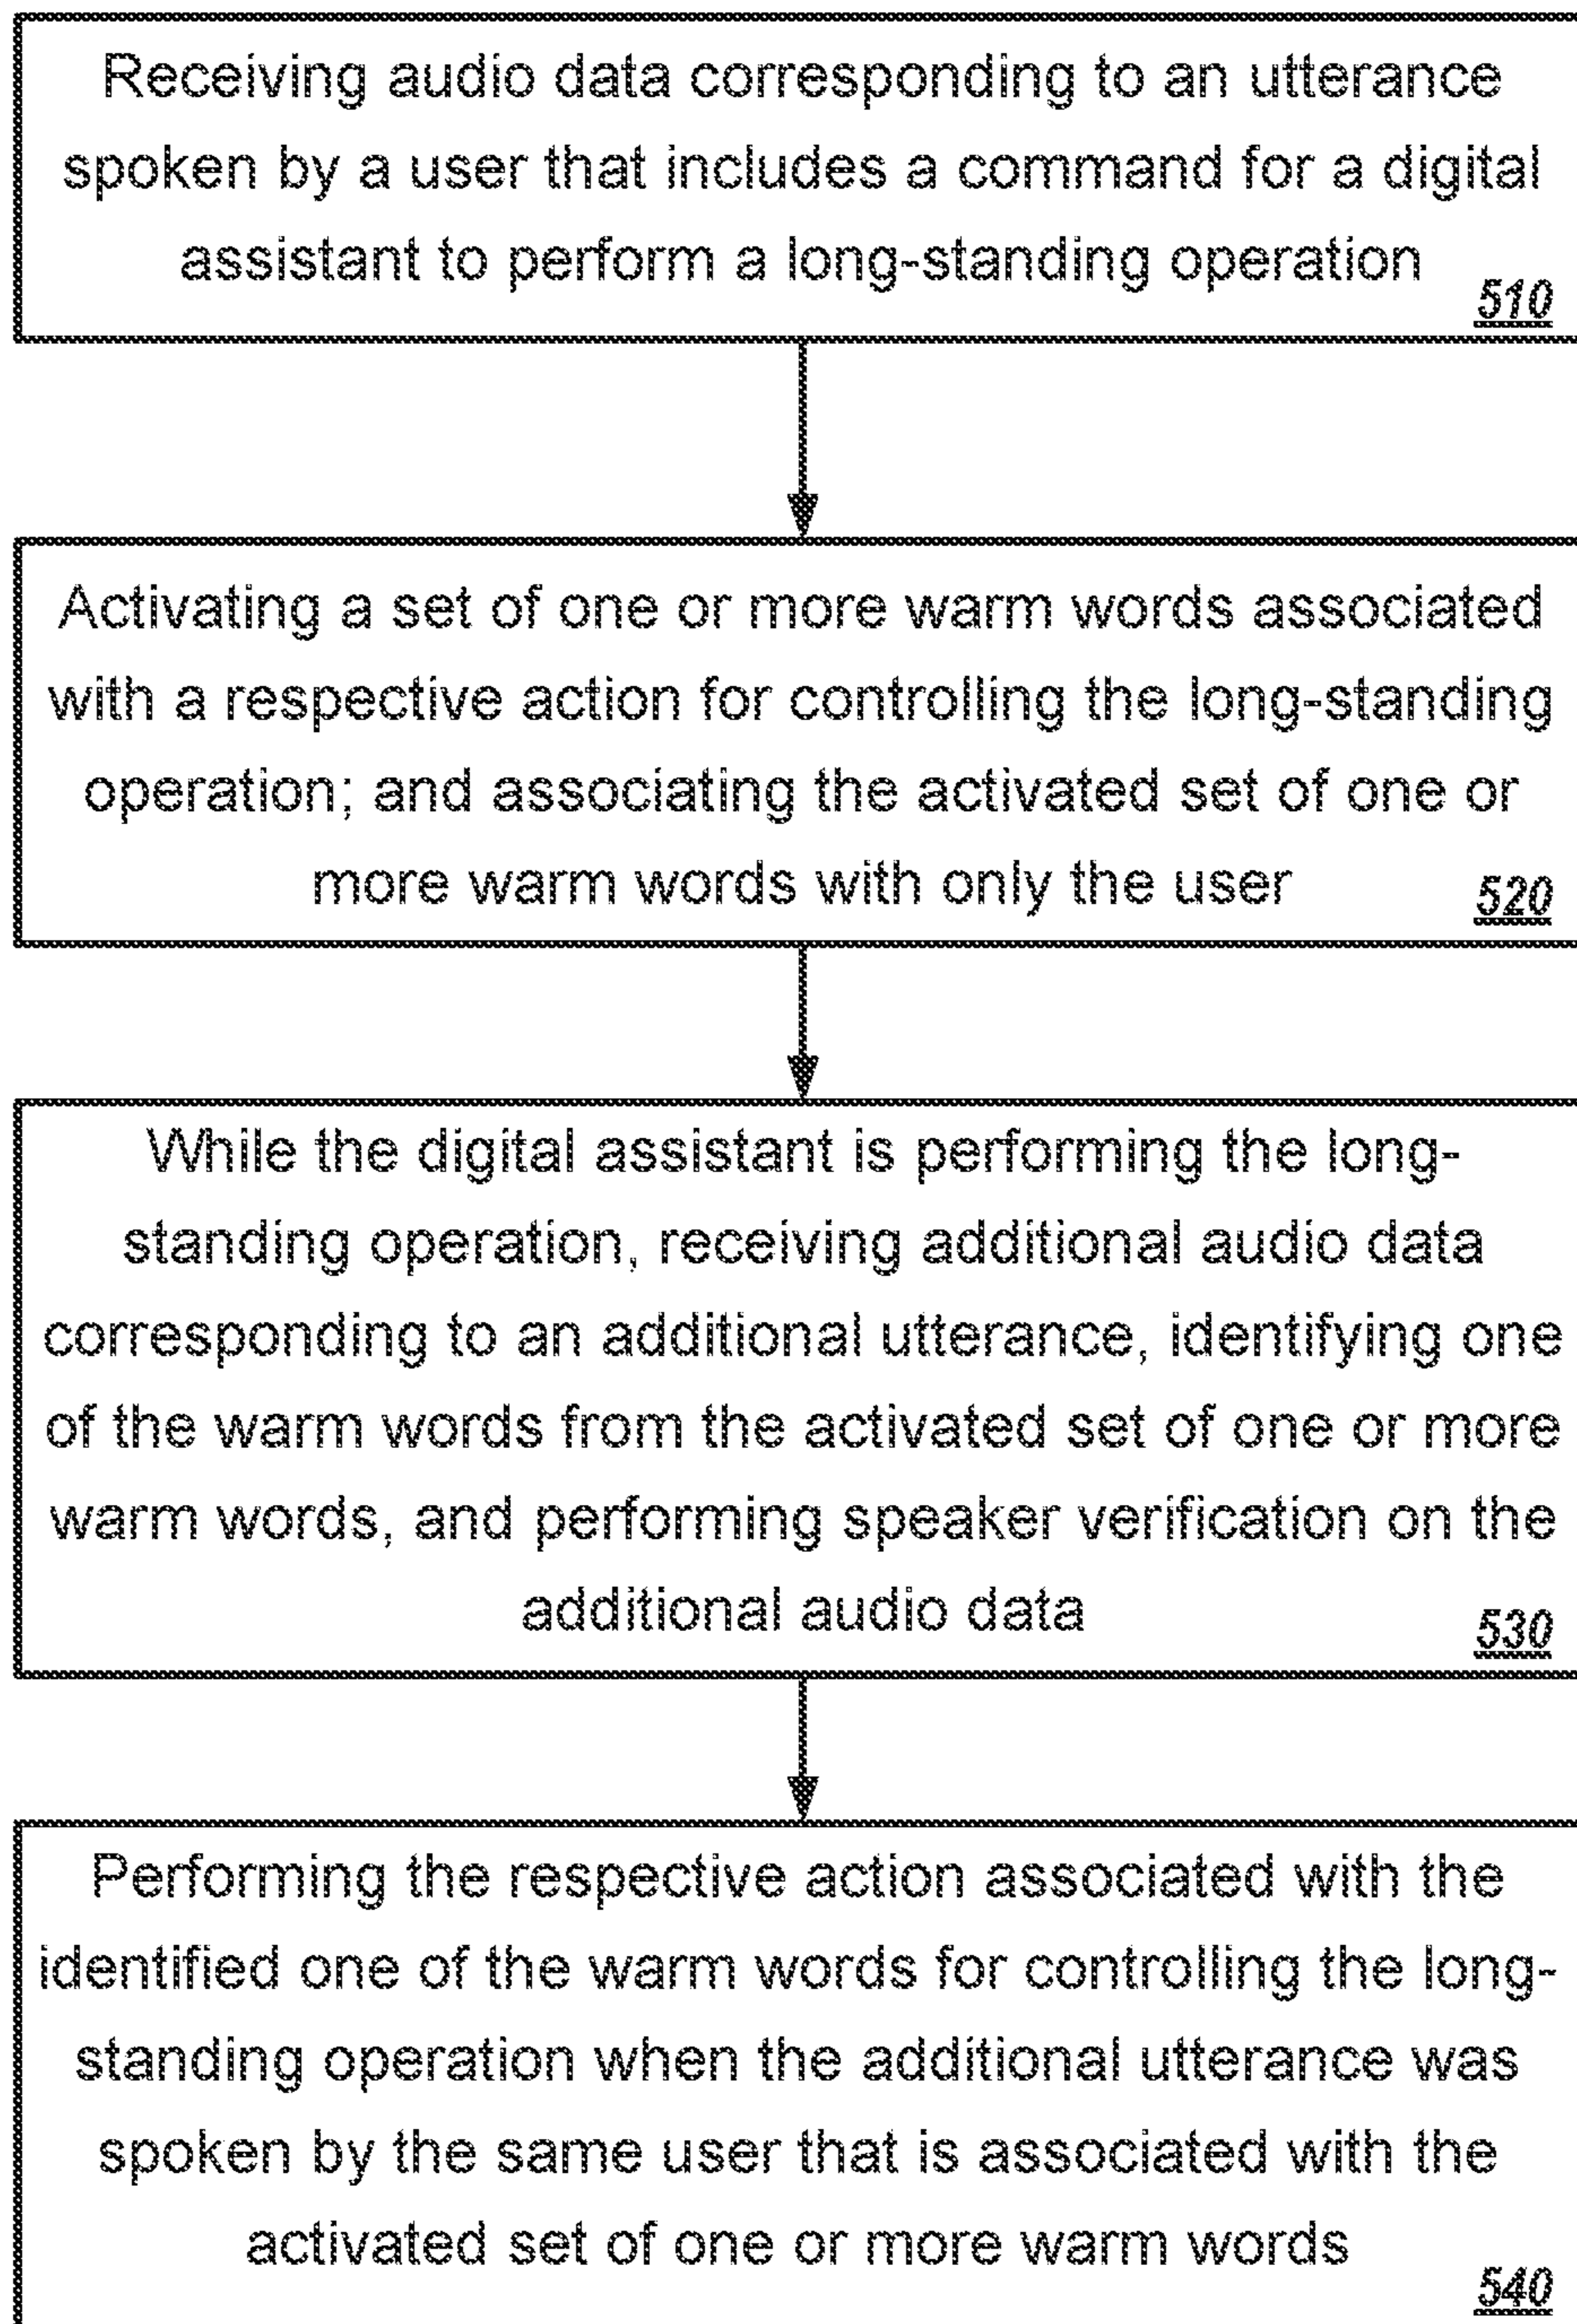 Receiving audio data corresponding to an utterance
spoken by a user that includes a command for a digital
assistant to perform a long-standing operation
510
Activating a set of one or more warm words associated
with a respective action for controlling the long-standing
operation; and associating the activated set of one or
more warm words with only the user
520
While the digital assistant is performing the long-
standing operation, receiving additional audio data
corresponding to an additional utterance, identifying one
of the warm words from the activated set of one or more
warm words, and performing speaker verification on the
additional audio data
530
Performing the respective action associated with the
identified one of the warm words for controlling the long-
standing operation when the additional utterance was
spoken by the same user that is associated with the
activated set of one or more warm words
540